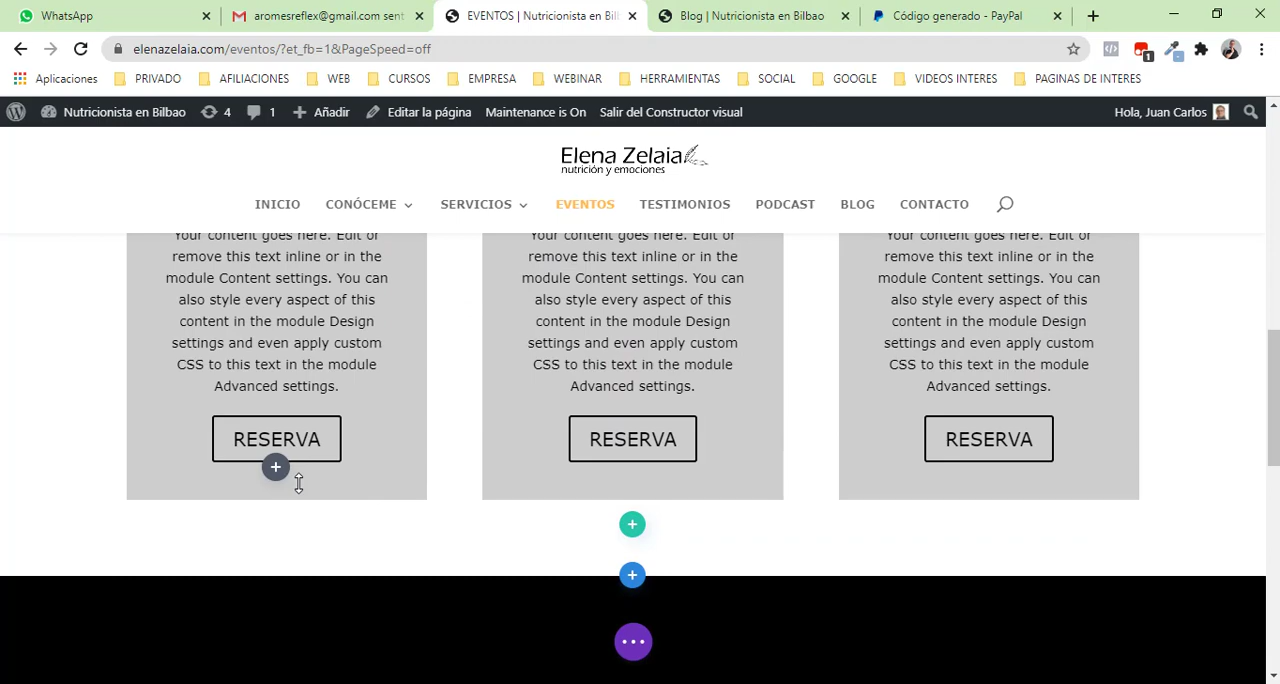 WhatsApp
aromesreflex@gmail.com sent
EVENTOS | Nutricionista en Bil
Blog | Nutricionista en Bilbao
Código generado - PayPal
elenazelaia.com/eventos/?et_fb=1&PageSpeed=off
1
Aplicaciones PRIVADO AFILIACIONES WEB CURSOS EMPRESA WEBINAR HERRAMIENTAS SOCIAL GOOGLE VIDEOS INTERES PAGINAS DE INTERES
Nutricionista en Bilbao 4 1 Añadir Editar la página Maintenance is On Salir del Constructor visual Hola, Juan Carlos
Elena Zelaia
nutrición y emociones
INICIO CONÓCEME SERVICIOS EVENTOS TESTIMONIOS PODCAST BLOG CONTACTO
Your content goes here. Edit or
remove this text inline or in the
module Content settings. You can
also style every aspect of this
content in the module Design
settings and even apply custom
CSS to this text in the module
Advanced settings.
RESERVA
Your content goes here. Edit or
remove this text inline or in the
module Content settings. You can
also style every aspect of this
content in the module Design
settings and even apply custom
CSS to this text in the module
Advanced settings.
RESERVA
Your content goes here. Edit or
remove this text inline or in the
module Content settings. You can
also style every aspect of this
content in the module Design
settings and even apply custom
CSS to this text in the module
Advanced settings.
RESERVA